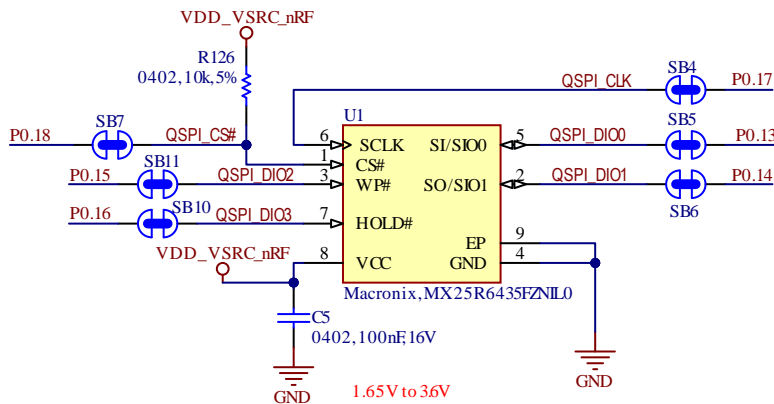 VDD_VSRC_nRF
R126
0402,10k,5%
QSPI_CLK
SB4
P0.17
U1
P0.18
SB7
QSPI_CS#
6
SCLK
SI/SIO0
5
QSPI_DIO0
SB5
P0.13
1
CS#
P0.15
SB11
QSPI_DIO2
3
WP#
SO/SIO1
2
QSPI_DIO1
SB6
P0.14
P0.16
SB10
QSPI_DIO3
7
HOLD#
EP
9
VDD_VSRC_nRF
8
VCC
GND
4
Macronix,MX25R6435FZNIL0
C5
0402,100nF,16V
GND
GND
1.65V to 3.6V